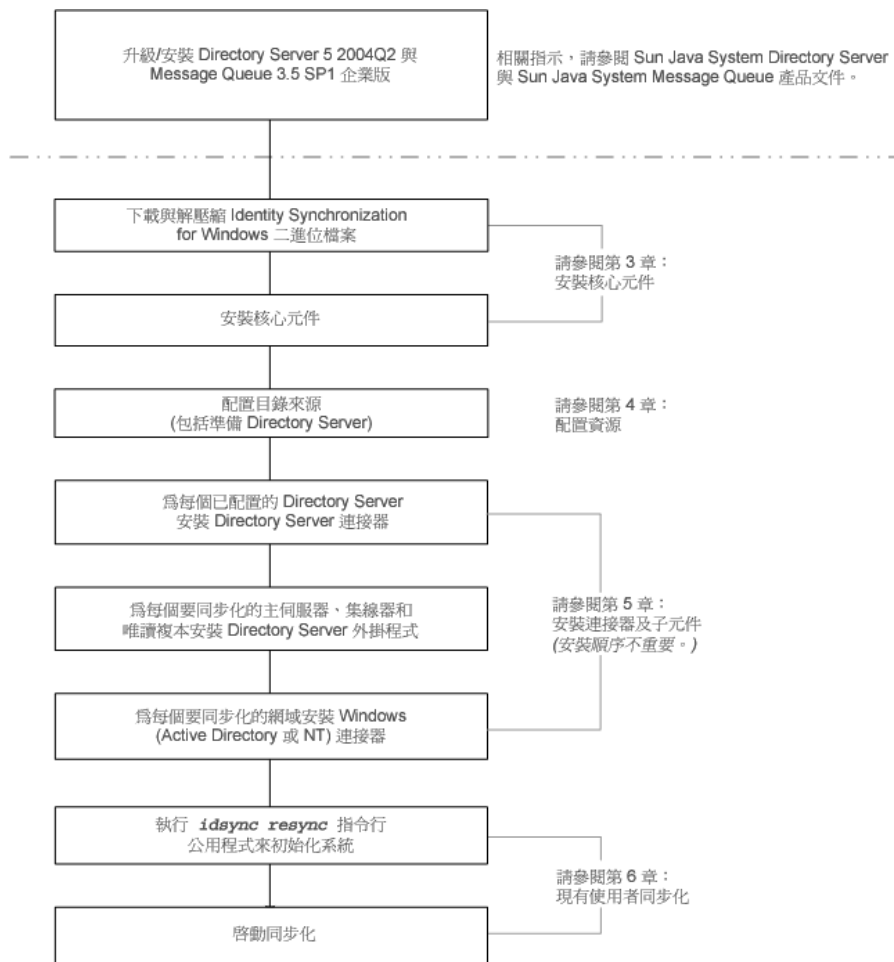 升級/安裝 Directory Server 5 2004Q2 與
Message Queue 3.5 SP1 企業版
相關指示，請參閱 Sun Java System Directory Server
與 Sun Java System Message Queue 產品文件。
下載與解壓縮 Identity Synchronization
for Windows 二進位檔案
請參閱第 3 章：
安裝核心元件
安裝核心元件
配置目錄來源
(包括準備 Directory Server)
請參閱第 4 章：
配置資源
為每個已配置的 Directory Server
安裝 Directory Server 連接器
為每個要同步化的主伺服器、集線器和
唯讀複本安裝 Directory Server 外掛程式
請參閱第 5 章：
安裝連接器及子元件
(安裝順序不重要。)
為每個要同步化的網域安裝 Windows
(Active Directory 或 NT) 連接器
執行 idsync resync 指令行
公用程式來初始化系統
請參閱第 6 章：
現有使用者同步化
啟動同步化